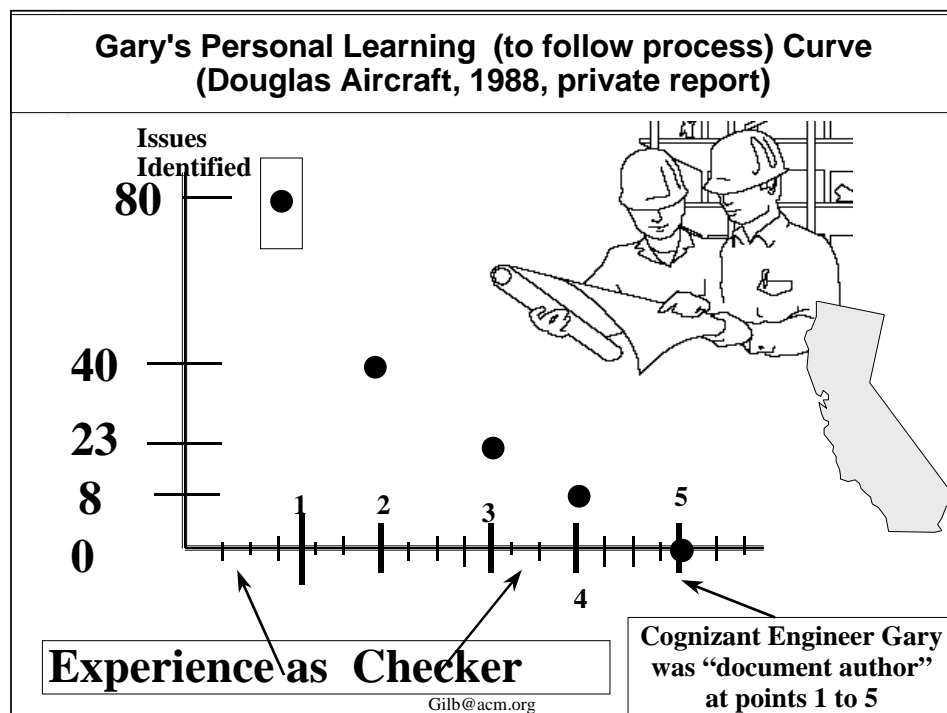 Gary's Personal Learning (to follow process) Curve
(Douglas Aircraft, 1988, private report)
Issues
Identified
80
40
23
8
0
1
2
3
4
5
Experience as Checker
Cognizant Engineer Gary
was “document author”
at points 1 to 5
Gilb@acm.org